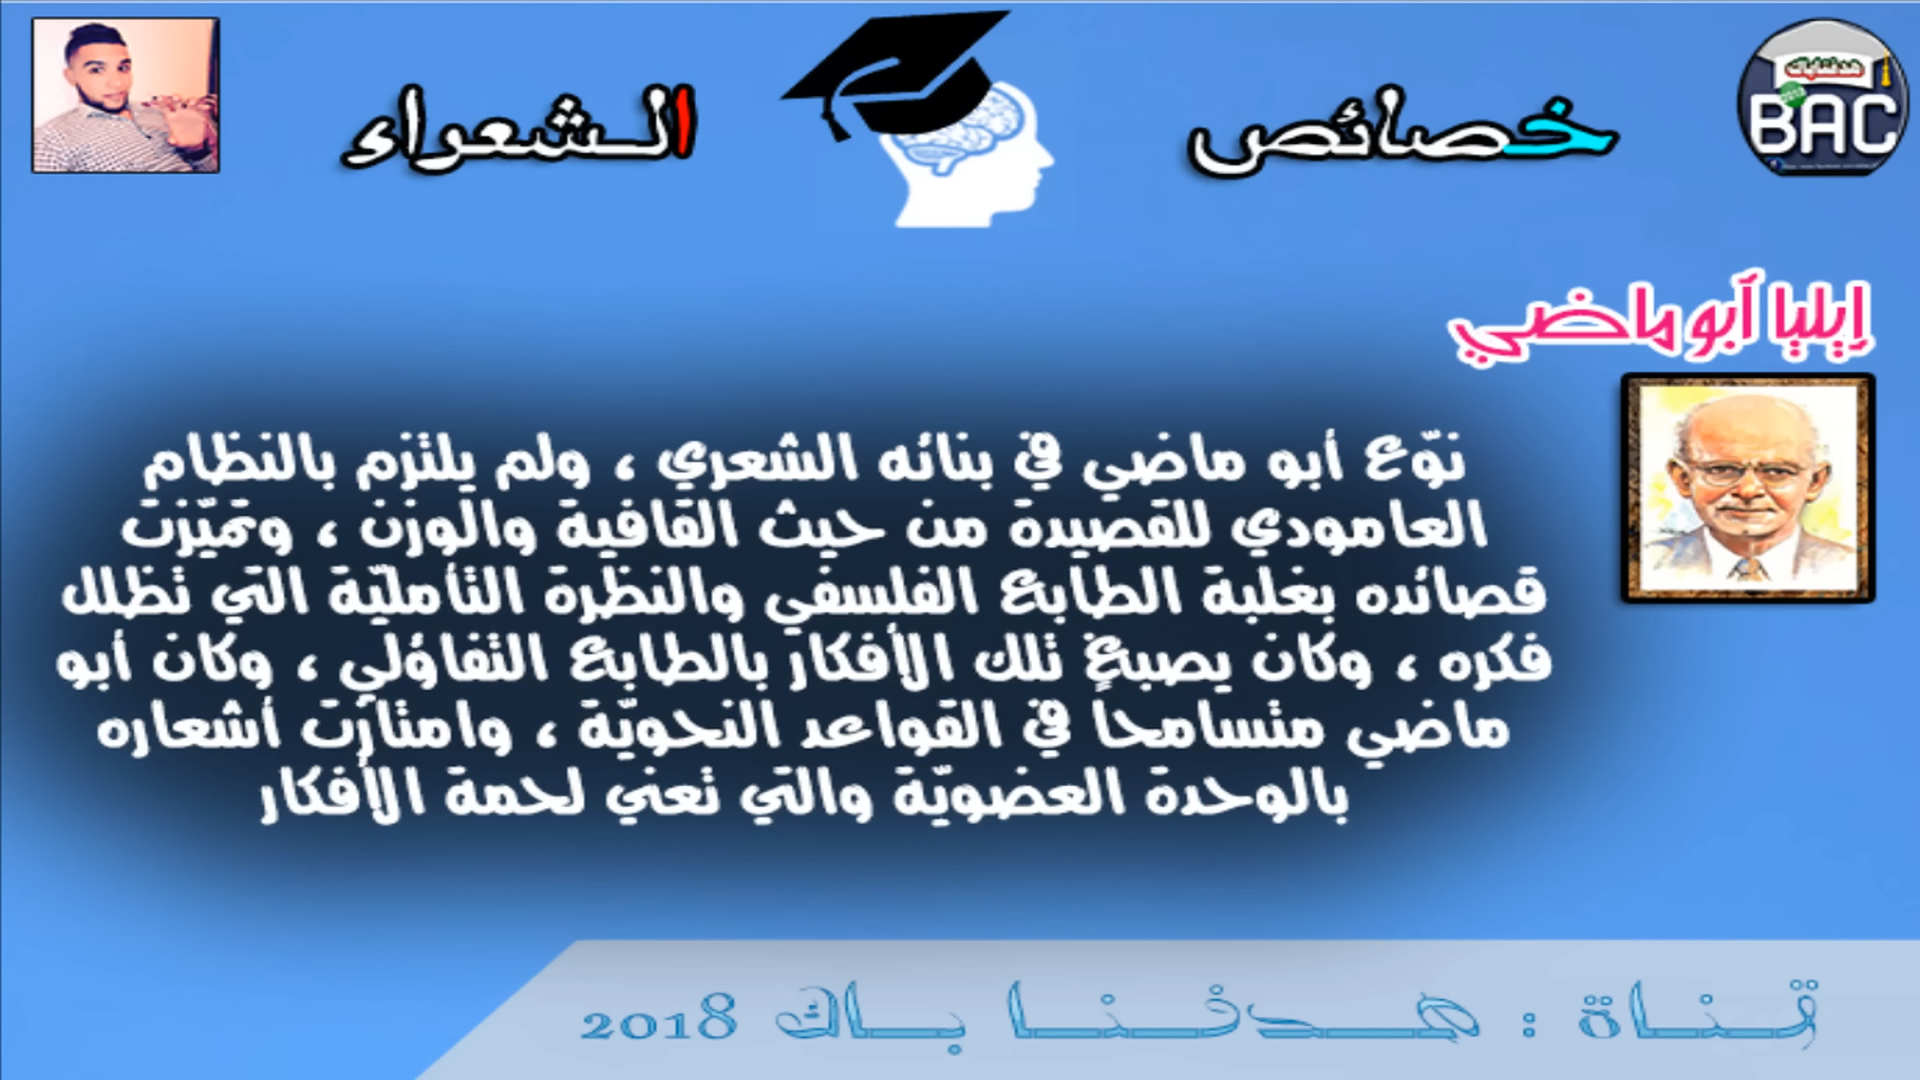 خصائص الشعراء
هدفناباك
2018
BAC
إيليا أبو ماضي
نوّع أبو ماضي في بنائه الشعري ، ولم يلتزم بالنظام
العامودي للقصيدة من حيث القافية والوزن ، وتميّزت
قصائده بغلبة الطابع الفلسفي والنظرة التأمليّة التي تظلل
فكره ، وكان يصبغ تلك الأفكار بالطابع التفاؤلي ، وكان أبو
ماضي متسامحاً في القواعد النحويّة ، وامتازت أشعاره
بالوحدة العضويّة والتي تعني لحمة الأفكار
قناة : هدفنا باك 2018